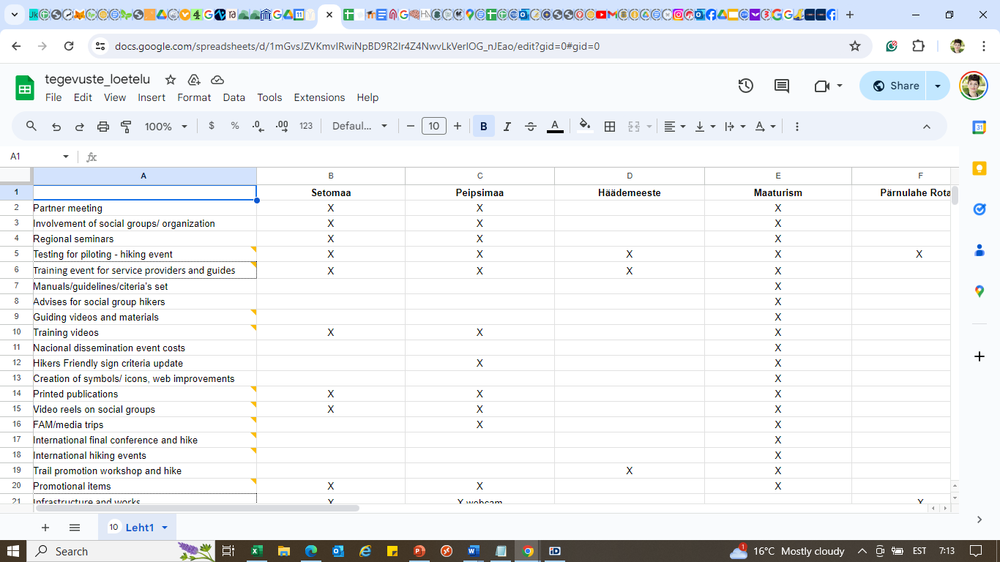 docs.google.com/spreadsheets/d/1mGvsJZVKmvIRwiNpBD9R2Ir4Z4NwvLkVerIOG_nJEao/edit?gid=0#gid=0
tegevuste_loetelu
File Edit View Insert Format Data Tools Extensions Help
Share
100% $ % .0 .00 123 Defaul... 10 B I S A
A1 fx
A B C D E F
1 Setomaa Peipsimaa Häädemeeste Maaturism Pärnulahe Rota
2 Partner meeting X X X
3 Involvement of social groups/ organization X X X
4 Regional seminars X X X
5 Testing for piloting - hiking event X X X X X
6 Training event for service providers and guides X X X X
7 Manuals/guidelines/citeria's set X
8 Advises for social group hikers X
9 Guiding videos and materials X
10 Training videos X X X
11 Nacional dissemination event costs X
12 Hikers Friendly sign criteria update X X
13 Creation of symbols/ icons, web improvements X
14 Printed publications X X X
15 Video reels on social groups X X X
16 FAM/media trips X X
17 International final conference and hike X
18 International hiking events X
19 Trail promotion workshop and hike X X
20 Promotional items X X X
21 Infrastructure and works X X webcam X
10 Leht1
Search 1 16°C Mostly cloudy EST 7:13